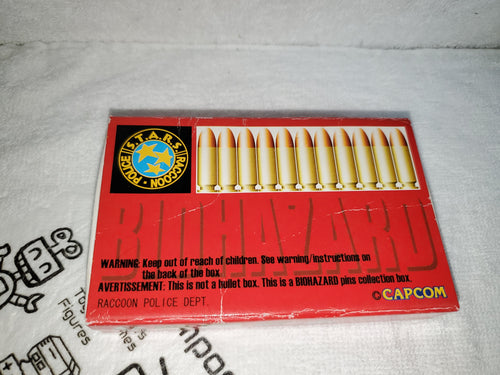 S.T.A.R.S.
RACCOON • POLICE
BIOHAZARD
WARNING: Keep out of reach of children. See warning/instructions on
the back of the box
AVERTISSEMENT: This is not a bullet box. This is a BIOHAZARD pins collection box.
RACCOON POLICE DEPT.
©CAPCOM
Figures